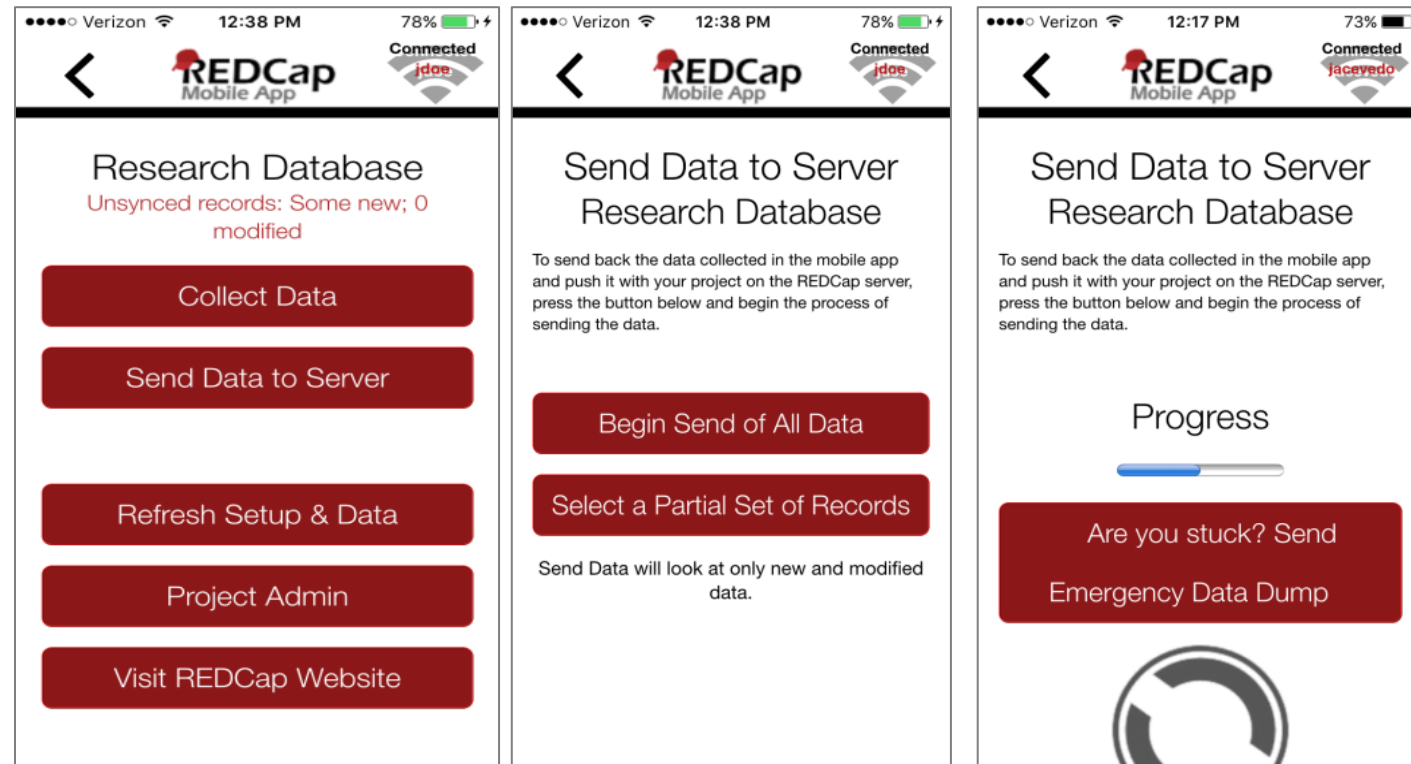 Verizon 12:38 PM 78%
REDCap
Mobile App
Connected
jdoe
Research Database
Unsynced records: Some new; 0
modified
Collect Data
Send Data to Server
Refresh Setup & Data
Project Admin
Visit REDCap Website
Verizon 12:38 PM 78%
REDCap
Mobile App
Connected
jdoe
Send Data to Server
Research Database
To send back the data collected in the mobile app
and push it with your project on the REDCap server,
press the button below and begin the process of
sending the data.
Begin Send of All Data
Select a Partial Set of Records
Send Data will look at only new and modified
data.
Verizon 12:17 PM 73%
REDCap
Mobile App
Connected
jacevedo
Send Data to Server
Research Database
To send back the data collected in the mobile app
and push it with your project on the REDCap server,
press the button below and begin the process of
sending the data.
Progress
Are you stuck? Send
Emergency Data Dump